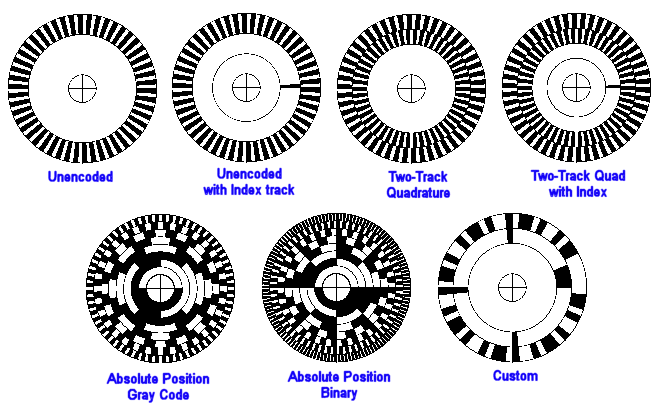 Unencoded
Unencoded
with Index track
Two-Track
Quadrature
Two-Track Quad
with Index
Absolute Position
Gray Code
Absolute Position
Binary
Custom